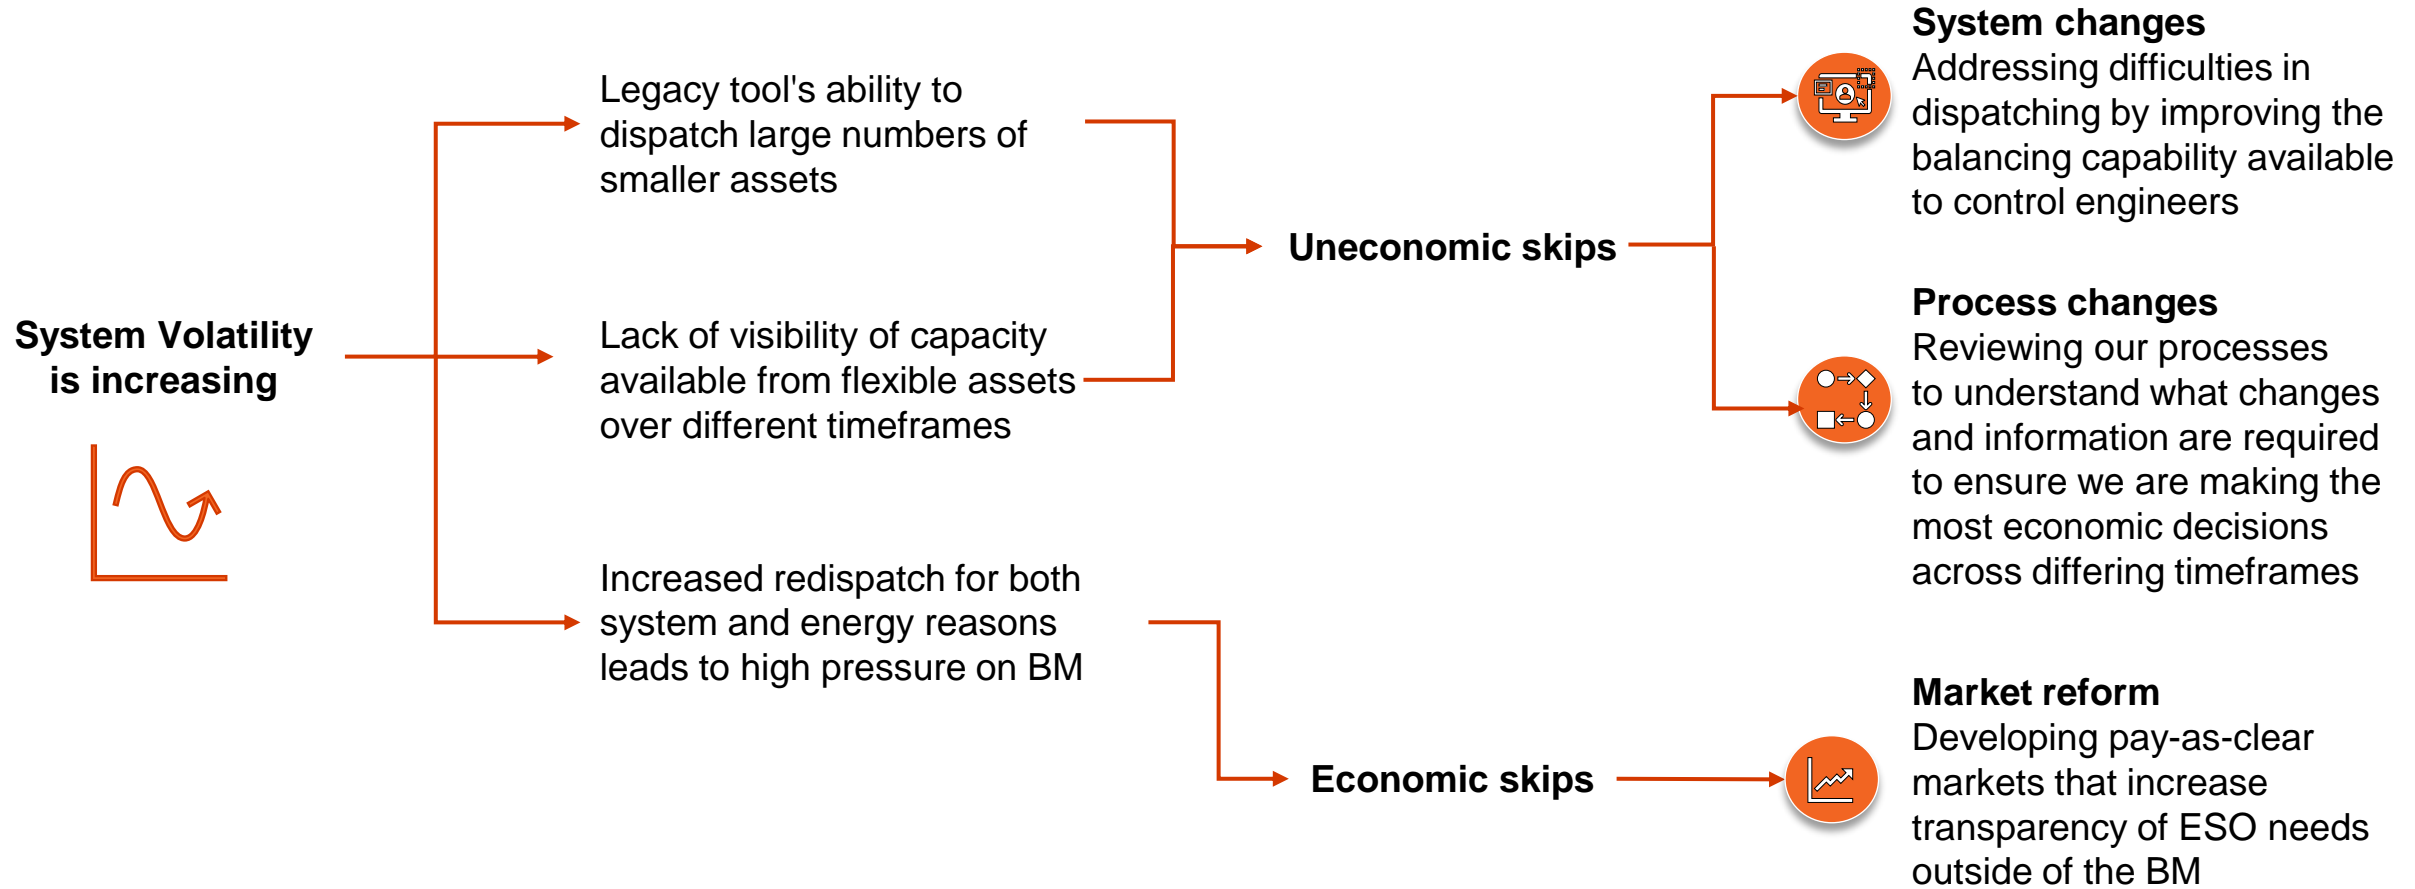 System Volatility
is increasing
Legacy tool's ability to
dispatch large numbers of
smaller assets
Lack of visibility of capacity
available from flexible assets
over different timeframes
Increased redispatch for both
system and energy reasons
leads to high pressure on BM
Uneconomic skips
Economic skips
System changes
Addressing difficulties in
dispatching by improving the
balancing capability available
to control engineers
Process changes
Reviewing our processes
to understand what changes
and information are required
to ensure we are making the
most economic decisions
across differing timeframes
Market reform
Developing pay-as-clear
markets that increase
transparency of ESO needs
outside of the BM